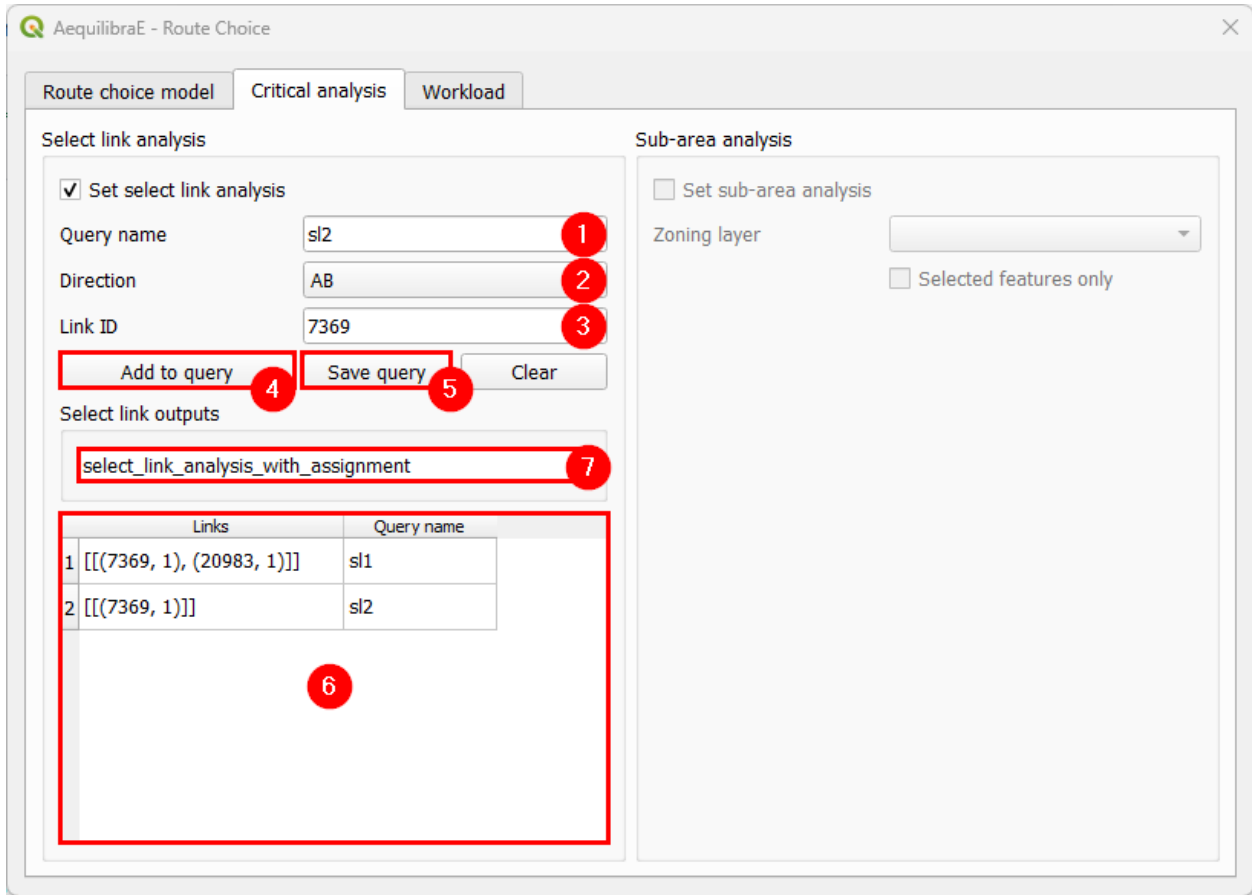 AequilibraE - Route Choice
Route choice model Critical analysis Workload
Select link analysis
Set select link analysis
Query name sl2 1
Direction AB 2
Link ID 7369 3
Add to query 4 Save query 5 Clear
Select link outputs
select_link_analysis_with_assignment 7
Links Query name
1 [[(7369, 1), (20983, 1)]] sl1
2 [[(7369, 1)]] sl2
6
Sub-area analysis
Set sub-area analysis
Zoning layer
Selected features only